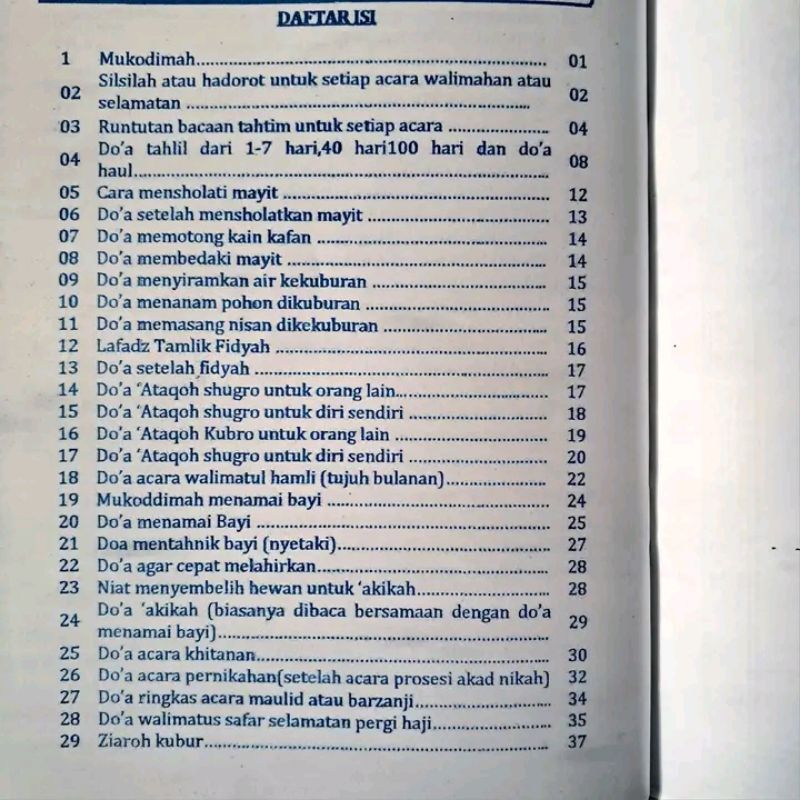 DAFTAR ISI
1 Mukodimah........ 01
Silsilah atau hadorot untuk setiap acara walimahan atau
02 selamatan ........ 02
03 Runtutan bacaan tahtim untuk setiap acara ........ 04
Do'a tahlil dari 1-7 hari,40 hari100 hari dan do'a
04 haul........ 08
05 Cara mensholati mayit ........ 12
06 Do'a setelah mensholatkan mayit ........ 13
07 Do'a memotong kain kafan ........ 14
08 Do'a membedaki mayit ........ 14
09 Do'a menyiramkan air kekuburan ........ 15
10 Do'a menanam pohon dikuburan ........ 15
11 Do'a memasang nisan dikekuburan ........ 15
12 Lafadz Tamlik Fidyah ........ 16
13 Do'a setelah fidyah ........ 17
14 Do'a 'Ataqoh shugro untuk orang lain........ 17
15 Do'a 'Ataqoh shugro untuk diri sendiri ........ 18
16 Do'a 'Ataqoh Kubro untuk orang lain ........ 19
17 Do'a 'Ataqoh shugro untuk diri sendiri ........ 20
18 Do'a acara walimatul hamli (tujuh bulanan)........ 22
19 Mukoddimah menamai bayi ........ 24
20 Do'a menamai Bayi ........ 25
21 Doa mentahnik bayi (nyetaki)........ 27
22 Do'a agar cepat melahirkan........ 28
23 Niat menyembelih hewan untuk 'akikah........ 28
Do'a 'akikah (biasanya dibaca bersamaan dengan do'a
24 menamai bayi)........ 29
25 Do'a acara khitanan........ 30
26 Do'a acara pernikahan(setelah acara prosesi akad nikah) 32
27 Do'a ringkas acara maulid atau barzanji........ 34
28 Do'a walimatus safar selamatan pergi haji........ 35
29 Ziaroh kubur........ 37